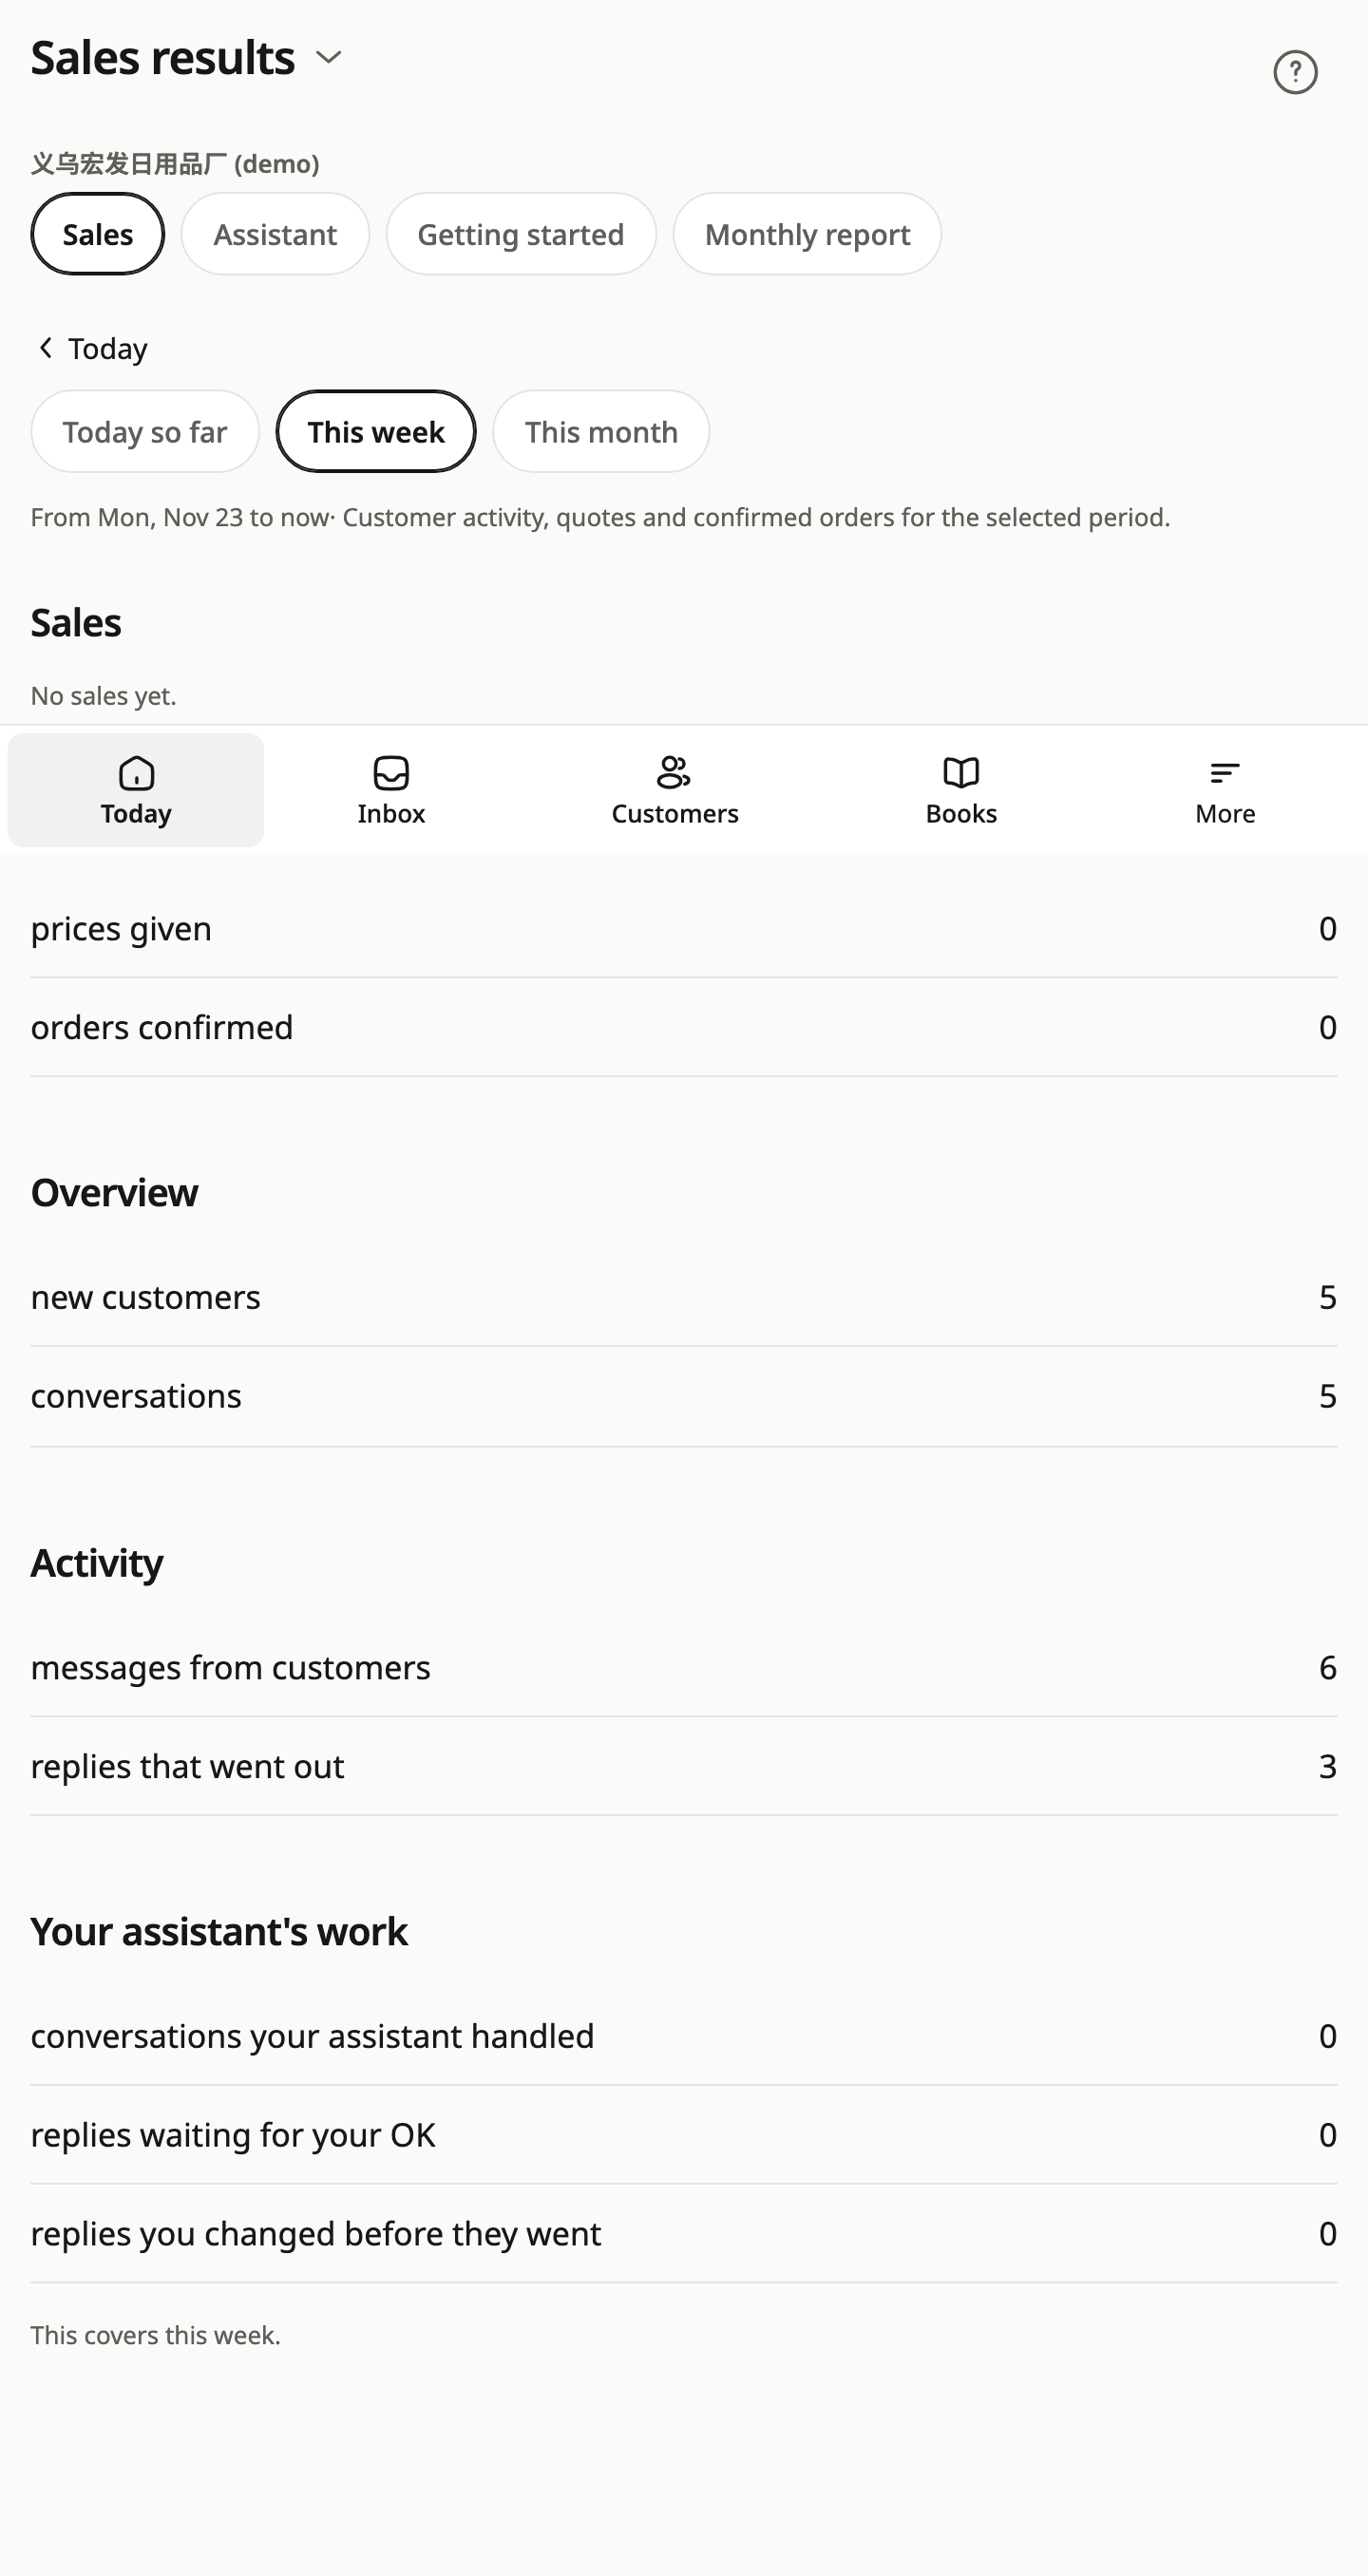 Sales results
义乌宏发日用品厂 (demo)
Sales Assistant Getting started Monthly report
Today
Today so far This week This month
From Mon, Nov 23 to now· Customer activity, quotes and confirmed orders for the selected period.
Sales
No sales yet.
Today Inbox Customers Books More
prices given 0
orders confirmed 0
Overview
new customers 5
conversations 5
Activity
messages from customers 6
replies that went out 3
Your assistant's work
conversations your assistant handled 0
replies waiting for your OK 0
replies you changed before they went 0
This covers this week.